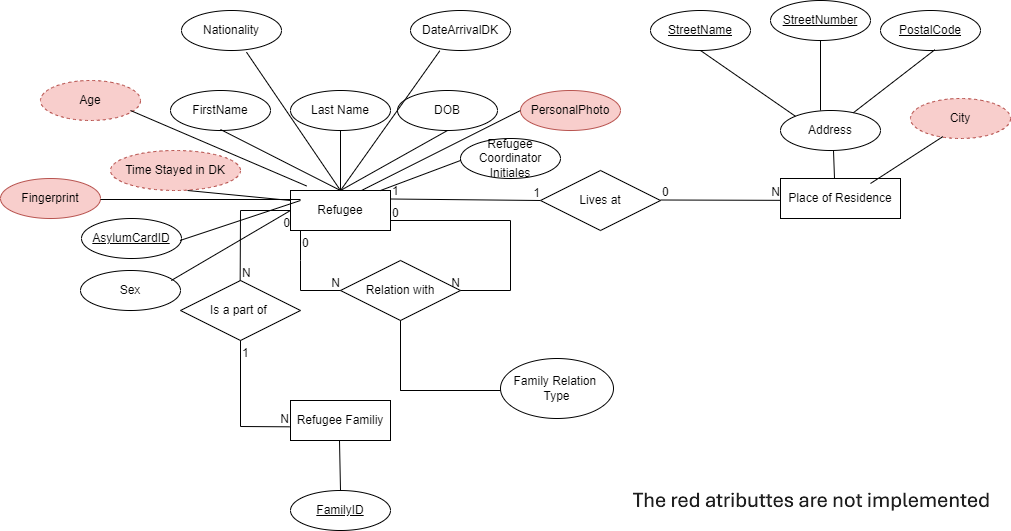 Nationality
DateArrivalDK
StreetName
StreetNumber
PostalCode
Age
FirstName
Last Name
DOB
PersonalPhoto
Address
City
Refugee
Coordinator
Initiales
Time Stayed in DK
Fingerprint
Refugee
1
1
Lives at
0
N
Place of Residence
0
0
0
AsylumCardID
Sex
N
Is a part of
N
Relation with
N
1
Family Relation
Type
N
Refugee Familiy
FamilyID
The red atributtes are not implemented